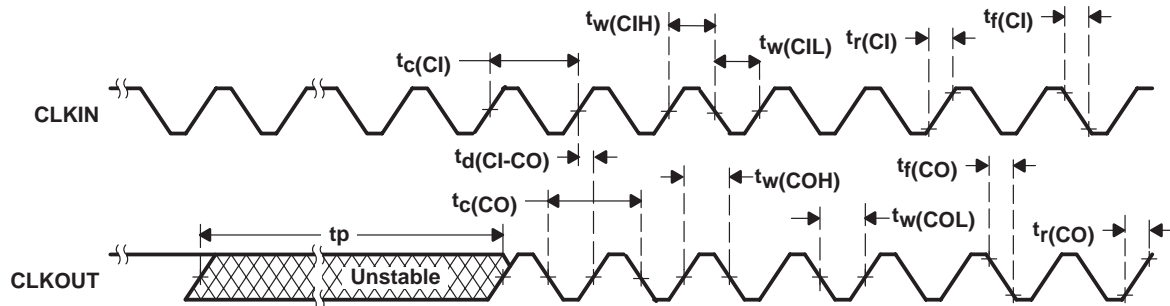 tw(CIH)
tf(CI)
tr(CI)
tw(CIL)
tc(CI)
CLKIN
td(CI-CO)
tf(CO)
tw(COH)
tc(CO)
tw(COL)
tr(CO)
tp
CLKOUT
Unstable